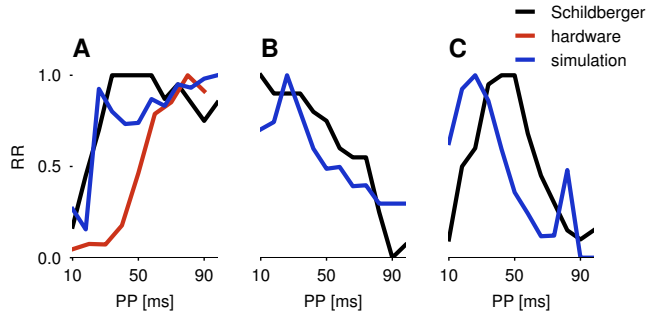 Schildberger
hardware
simulation
A B C
1.0
0.5
0.0
RR
10 50 90 10 50 90 10 50 90
PP [ms] PP [ms] PP [ms]